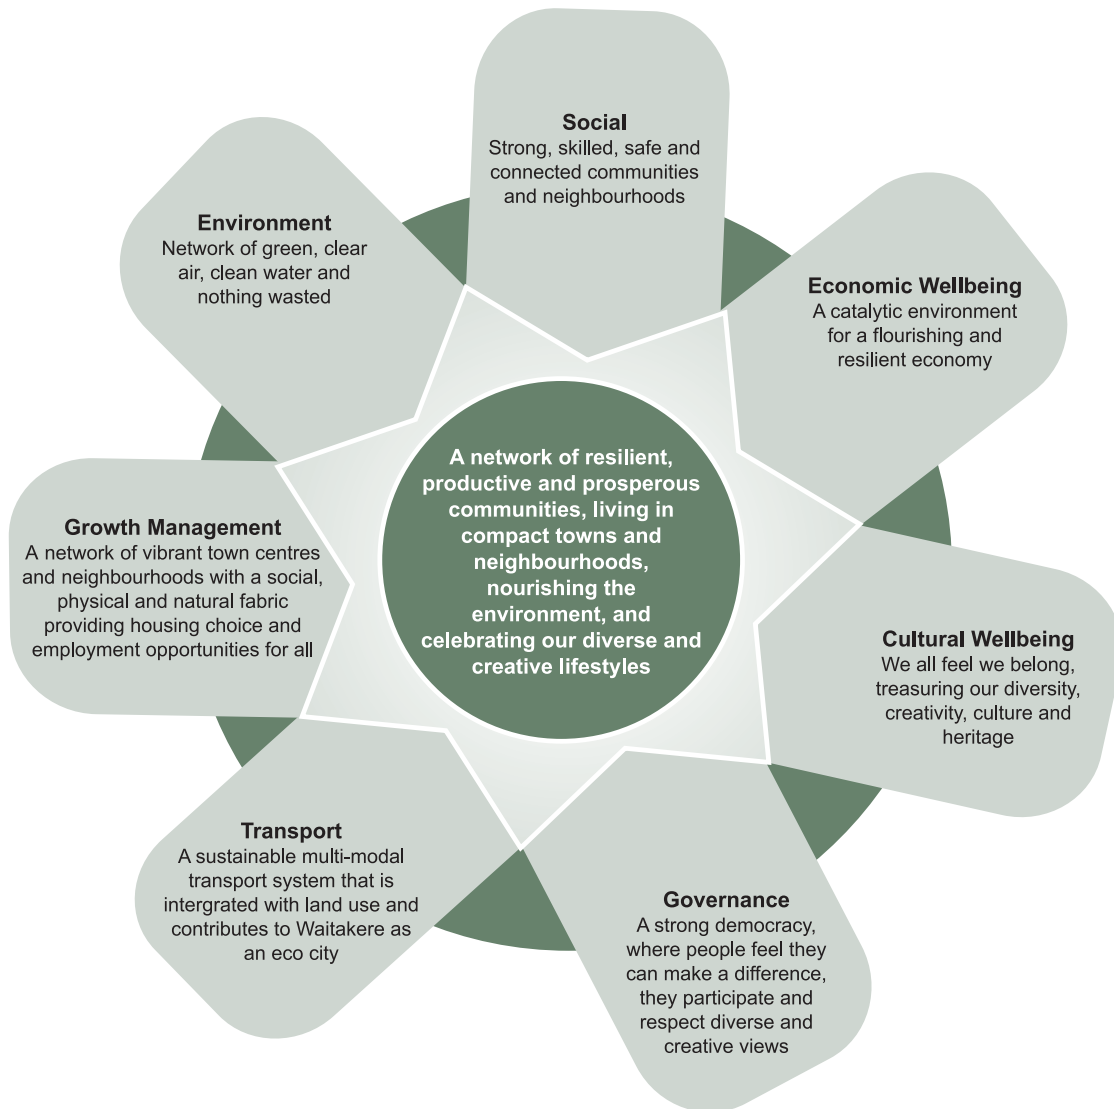 Social
Strong, skilled, safe and
connected communities
and neighbourhoods
Economic Wellbeing
A catalytic environment
for a flourishing and
resilient economy
Cultural Wellbeing
We all feel we belong,
treasuring our diversity,
creativity, culture and
heritage
Governance
A strong democracy,
where people feel they
can make a difference,
they participate and
respect diverse and
creative views
Transport
A sustainable multi-modal
transport system that is
intergrated with land use and
contributes to Waitakere as
an eco city
Growth Management
A network of vibrant town centres
and neighbourhoods with a social,
physical and natural fabric
providing housing choice and
employment opportunities for all
Environment
Network of green, clear
air, clean water and
nothing wasted
A network of resilient,
productive and prosperous
communities, living in
compact towns and
neighbourhoods,
nourishing the
environment, and
celebrating our diverse and
creative lifestyles